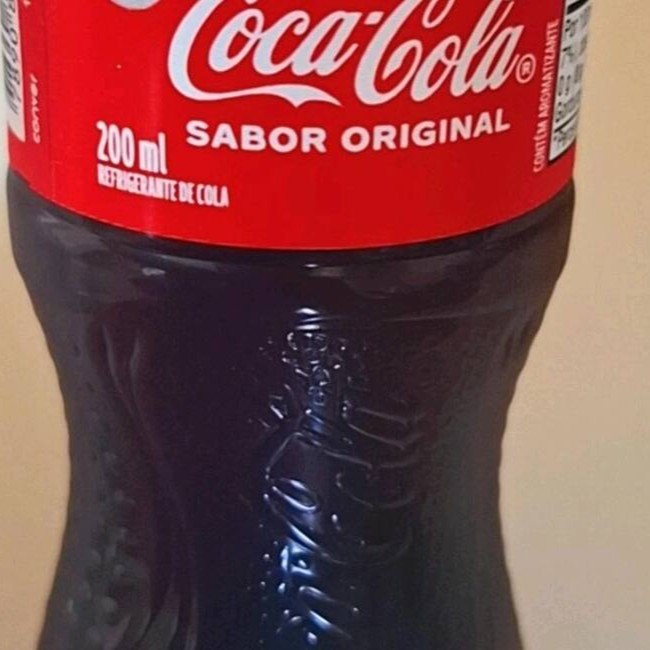 Coca-Cola®
SABOR ORIGINAL
200 ml
REFRIGERANTE DE COLA
CONTÉM AROMATIZANTE